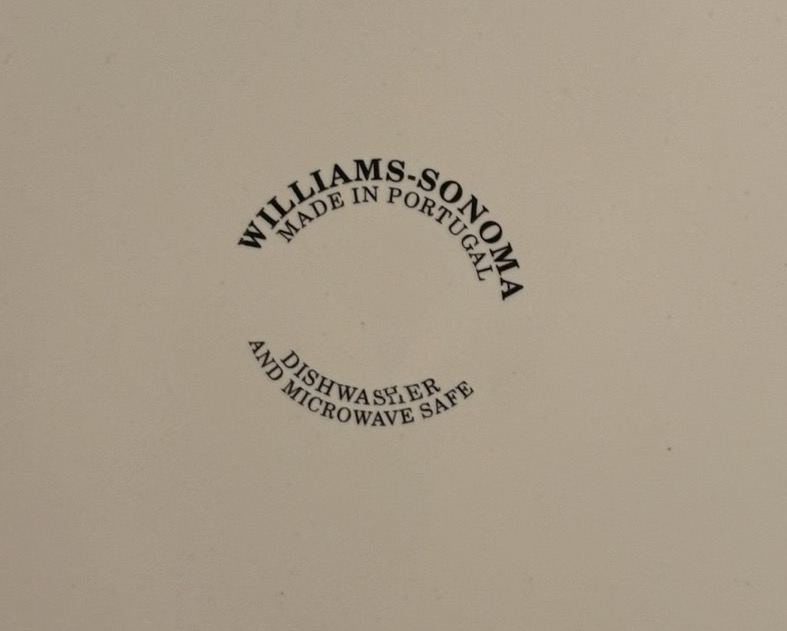 WILLIAMS-SONOMA
MADE IN PORTUGAL
DISHWASHER
AND MICROWAVE SAFE